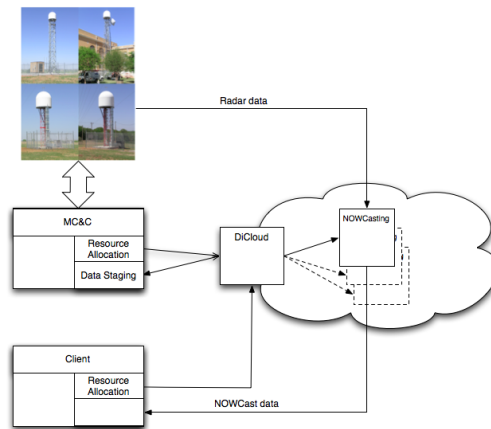 Radar data
MC&C
Resource
Allocation
Data Staging
DiCloud
NOWCasting
Client
Resource
Allocation
NOWCast data